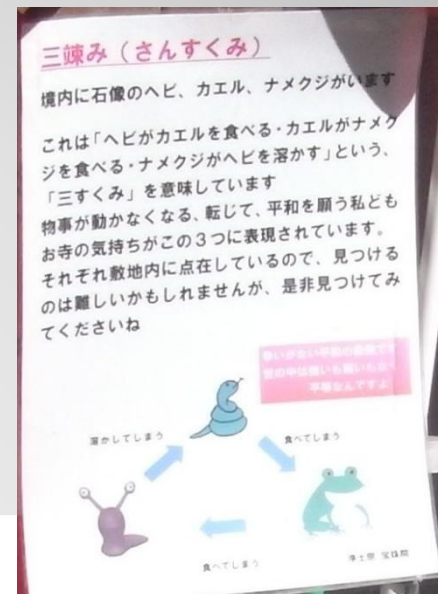 三竦み（さんすくみ）
境内に石像のヘビ、カエル、ナメクジがいます
これは「ヘビがカエルを食べる・カエルがナメク
ジを食べる・ナメクジがヘビを溶かす」という、
「三すくみ」を意味しています
物事が動かなくなる、転じて、平和を願う私ども
お寺の気持ちがこの３つに表現されています。
それぞれ敷地内に点在しているので、見つける
のは難しいかもしれませんが、是非見つけてみ
てくださいね
争いがない平和の
世の中は強いも弱いもなく
平等なんですよ
溶かしてしまう
食べてしまう
食べてしまう
浄土宗 宝珠院